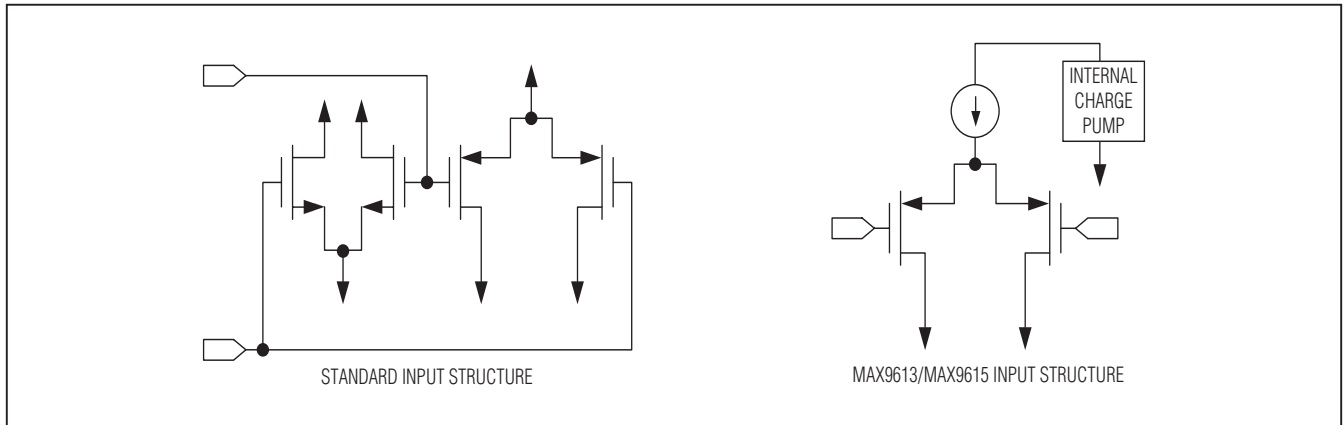 INTERNAL
CHARGE
PUMP
STANDARD INPUT STRUCTURE
MAX9613/MAX9615 INPUT STRUCTURE